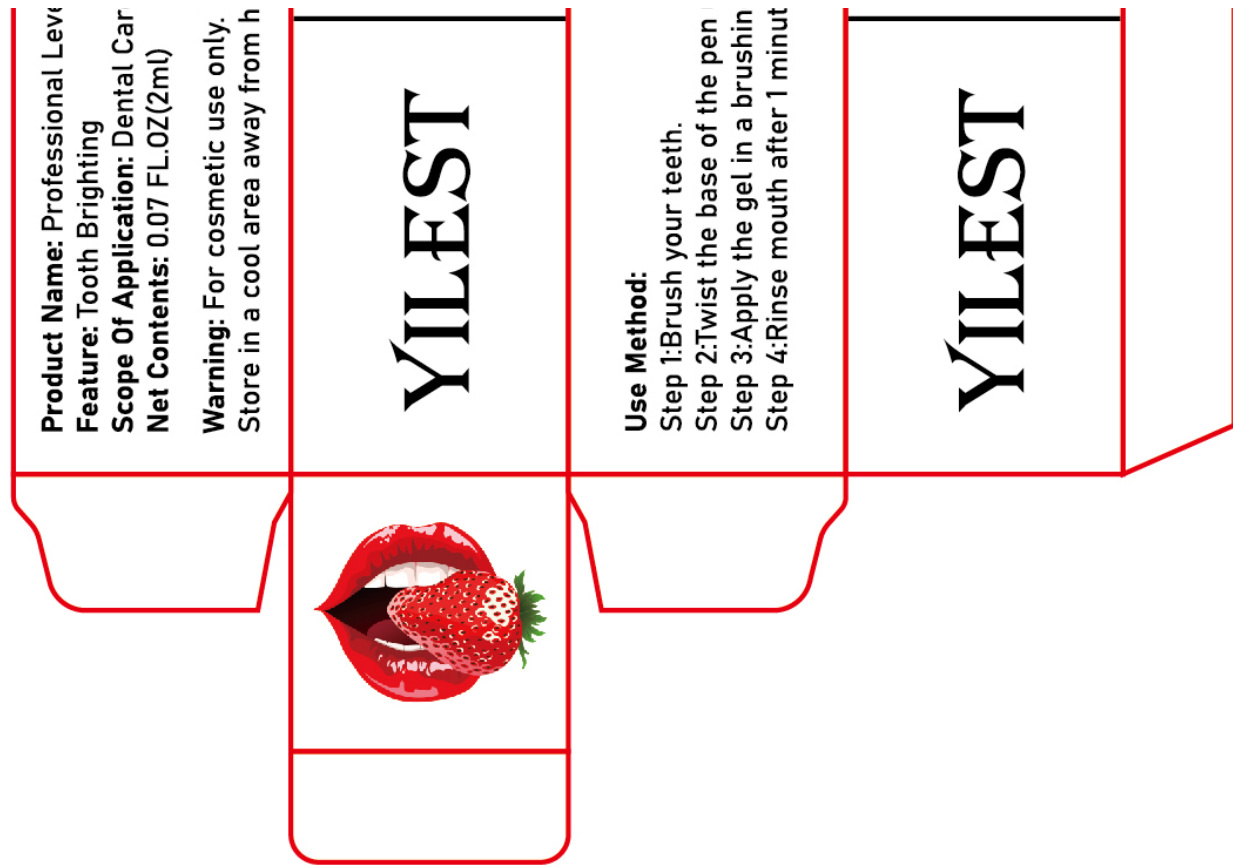 Product Name: Professional Leve
Feature: Tooth Brighting
Scope Of Application: Dental Car
Net Contents: 0.07 FL.OZ(2ml)
Warning: For cosmetic use only.
Store in a cool area away from h
YILEST
Use Method:
Step 1:Brush your teeth.
Step 2:Twist the base of the pen
Step 3:Apply the gel in a brushin
Step 4:Rinse mouth after 1 minut
YILEST